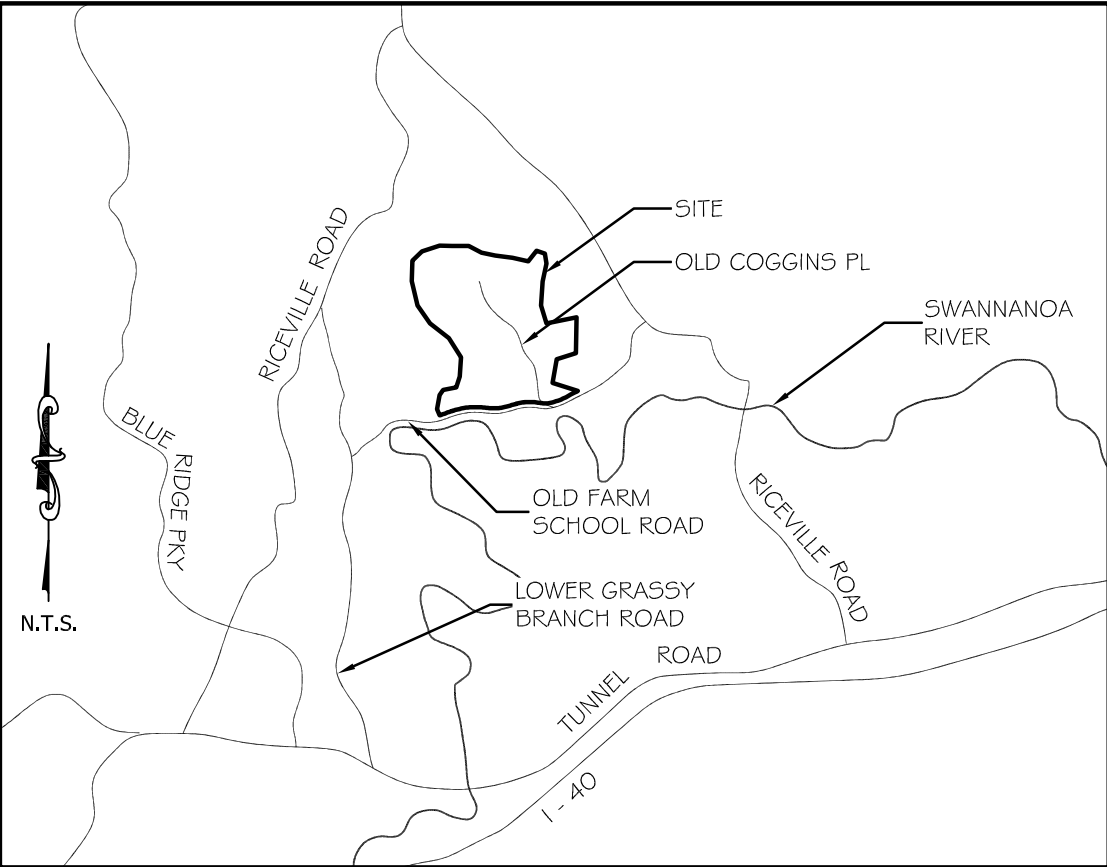 SITE
OLD COGGINS PL
RICEVILLE ROAD
SWANNANOA
RIVER
BLUE RIDGE PKY
OLD FARM
SCHOOL ROAD
RICEVILLE ROAD
N.T.S.
LOWER GRASSY
BRANCH ROAD
TUNNEL ROAD
I - 40